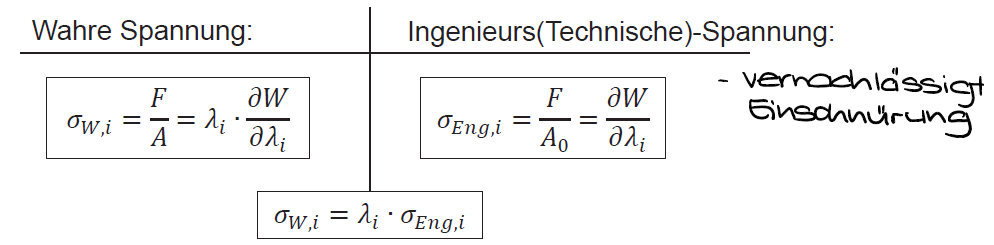 Wahre Spannung:
Ingenieurs(Technische)-Spannung:
σ_{W,i} = F/A = λ_i · ∂W/∂λ_i
σ_{Eng,i} = F/A_0 = ∂W/∂λ_i
- vernachlässigt
Einschnürung
σ_{W,i} = λ_i · σ_{Eng,i}